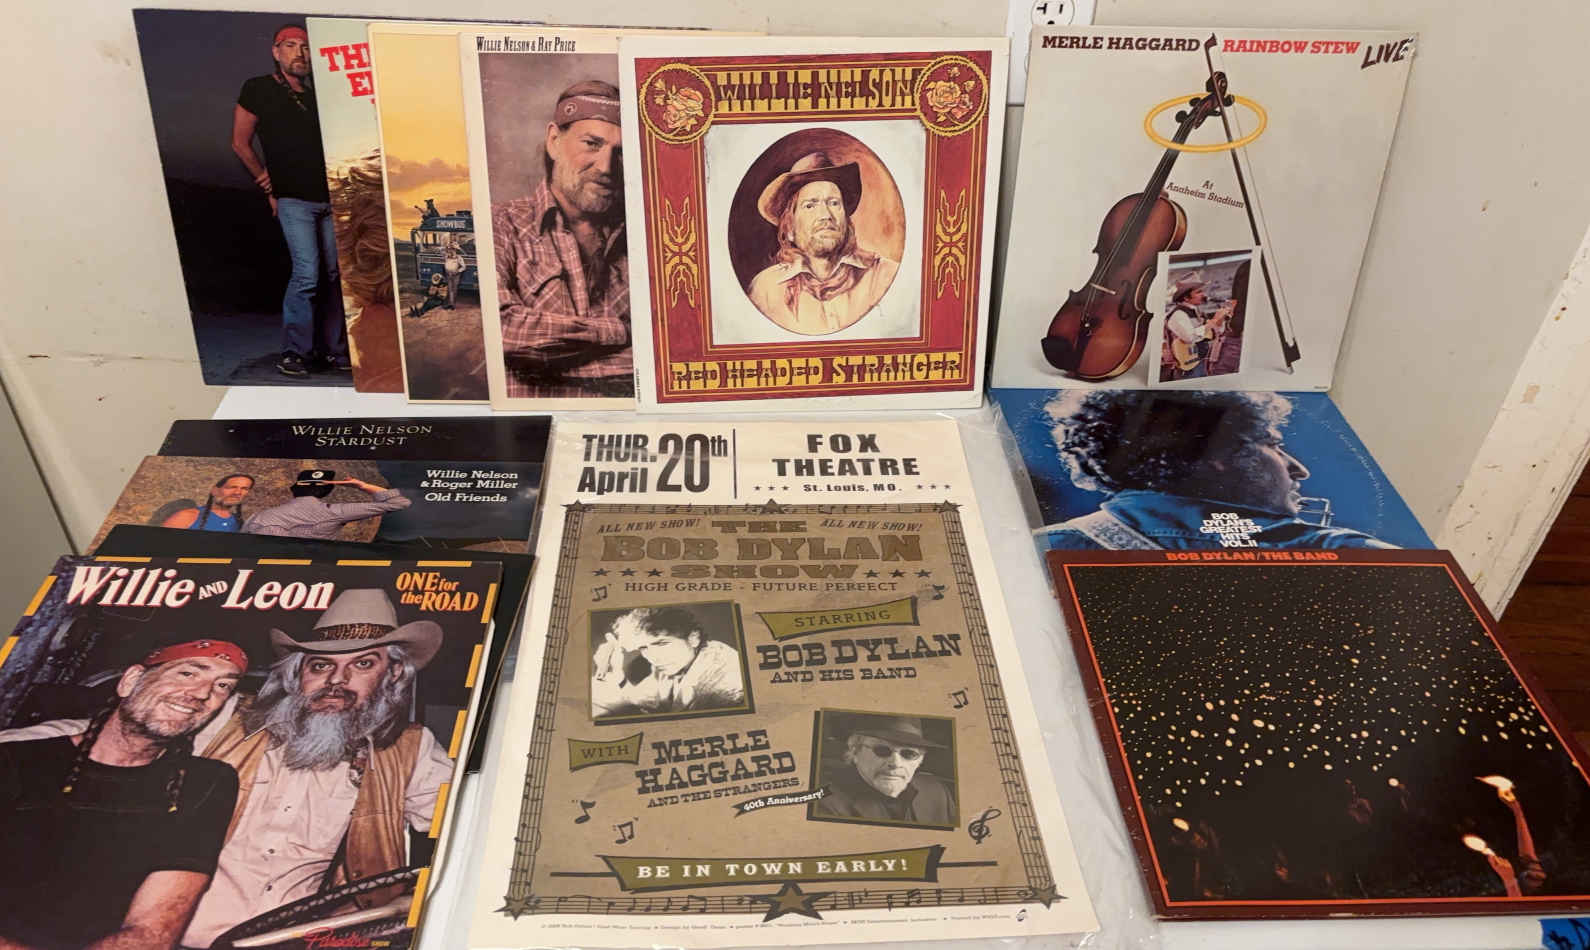 THE
E
SHOWBUS
WILLIE NELSON & RAY PRICE
WILLIE NELSON
RED HEADED STRANGER
MERLE HAGGARD RAINBOW STEW LIVE
At
Anaheim Stadium
WILLIE NELSON
STARDUST
Willie Nelson
& Roger Miller
Old Friends
Willie AND Leon
ONE for
the ROAD
Paradise SHOW
THUR. April 20th
FOX
THEATRE
★ ★ ★ St. Louis, MO. ★ ★ ★
ALL NEW SHOW! THE ALL NEW SHOW!
BOB DYLAN
★★★ SHOW ★★★
HIGH GRADE - FUTURE PERFECT
STARRING
BOB DYLAN
AND HIS BAND
WITH
MERLE
HAGGARD
AND THE STRANGERS
40th Anniversary!
BE IN TOWN EARLY!
BOB
DYLAN'S
GREATEST
HITS
VOL. II
BOB DYLAN/THE BAND